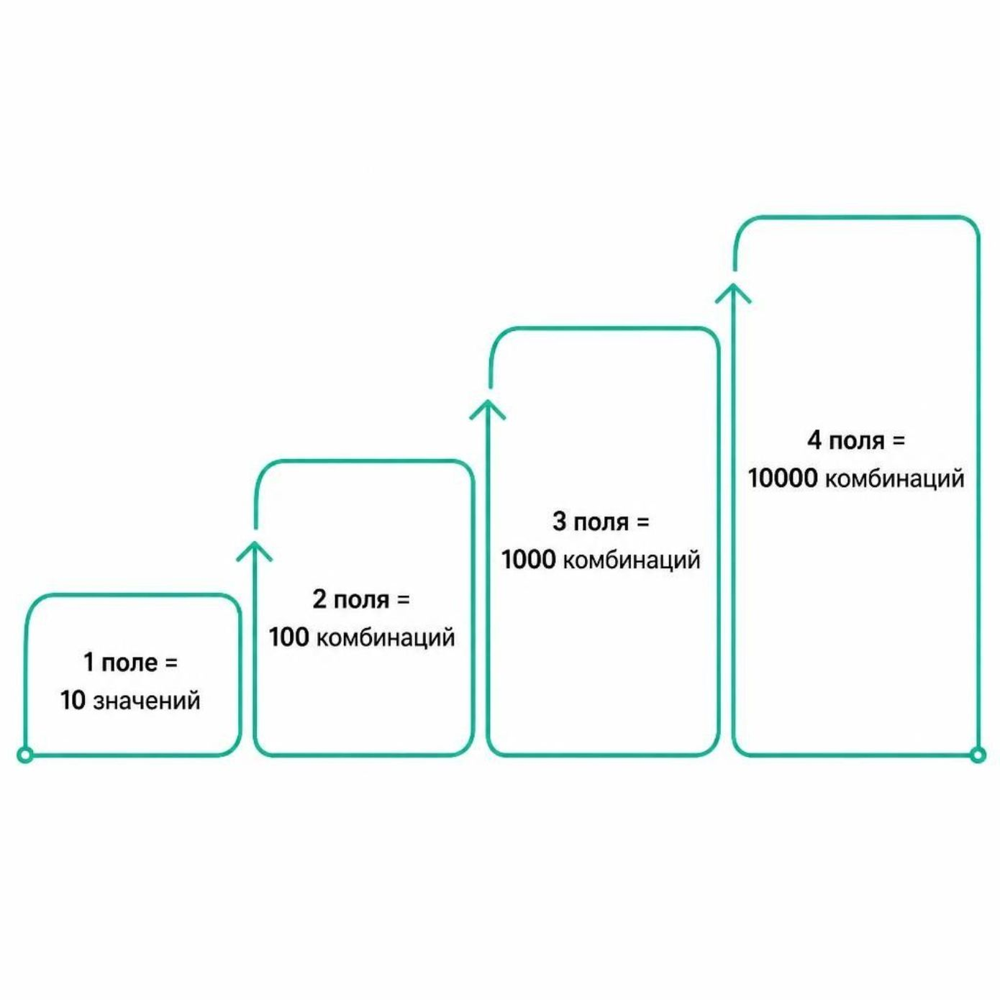 1 поле =
10 значений
2 поля =
100 комбинаций
3 поля =
1000 комбинаций
4 поля =
10000 комбинаций